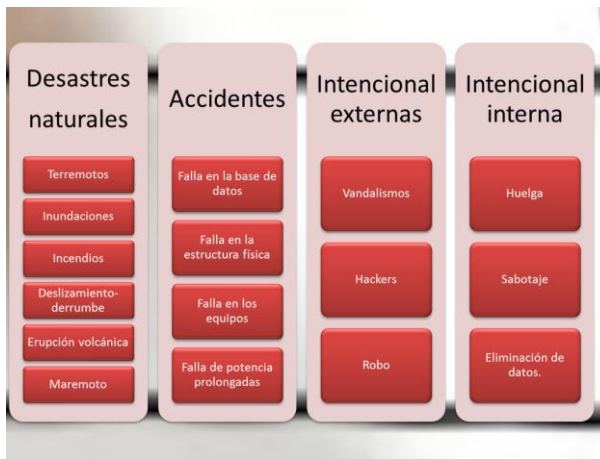 Desastres
naturales
Terremotos
Inundaciones
Incendios
Deslizamiento-
derrumbe
Erupción volcánica
Maremoto
Accidentes
Falla en la base de
datos
Falla en la
estructura física
Falla en los
equipos
Falla de potencia
prolongadas
Intencional
externas
Vandalismos
Hackers
Robo
Intencional
interna
Huelga
Sabotaje
Eliminación de
datos.